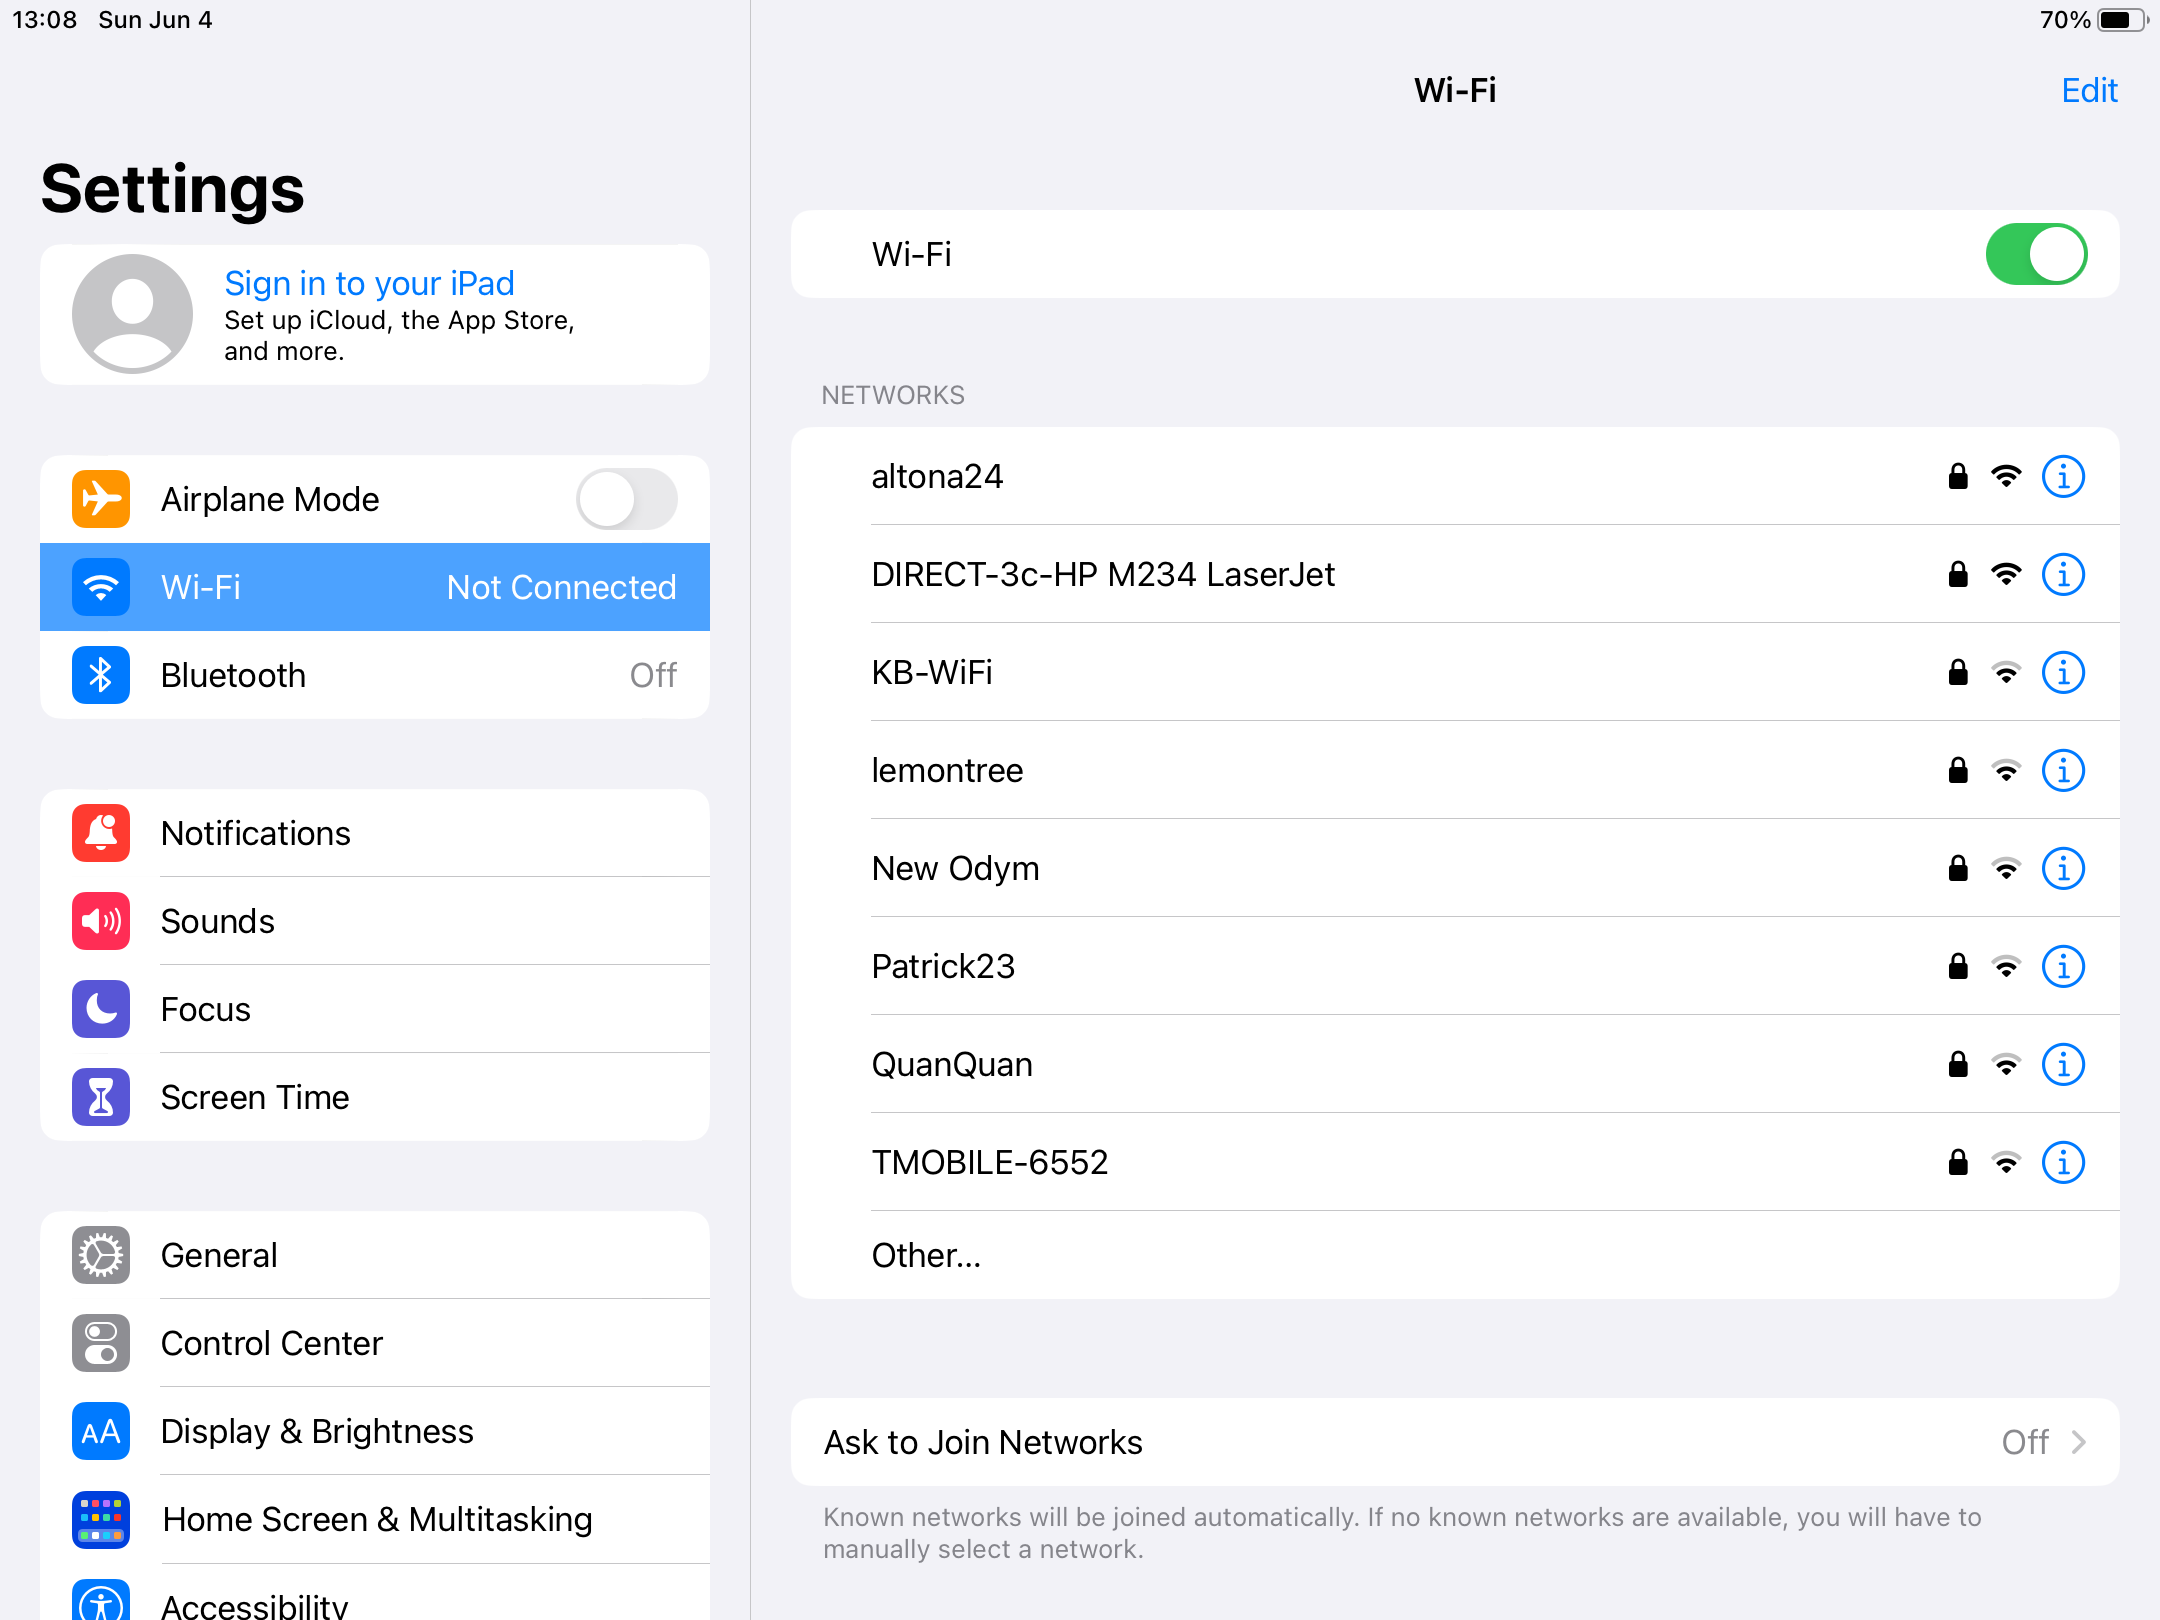 13:08 Sun Jun 4
70%
Settings
Sign in to your iPad
Set up iCloud, the App Store,
and more.
Airplane Mode
Wi-Fi Not Connected
Bluetooth Off
Notifications
Sounds
Focus
Screen Time
General
Control Center
AA Display & Brightness
Home Screen & Multitasking
Accessibility
Wi-Fi
Edit
Wi-Fi
NETWORKS
altona24
DIRECT-3c-HP M234 LaserJet
KB-WiFi
lemontree
New Odym
Patrick23
QuanQuan
TMOBILE-6552
Other...
Ask to Join Networks Off
Known networks will be joined automatically. If no known networks are available, you will have to
manually select a network.